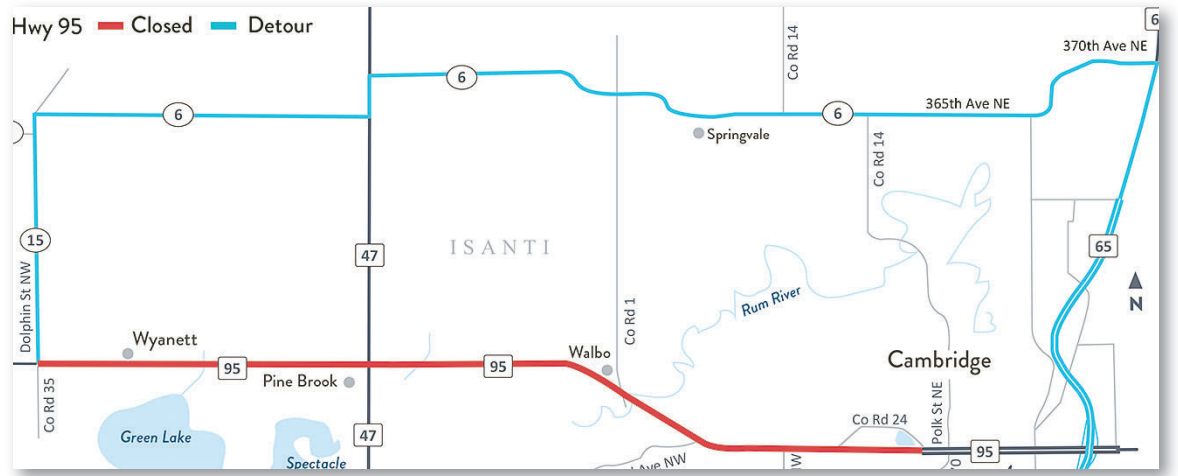 Hwy 95 Closed Detour
6
370th Ave NE
Co Rd 14
6
6
6
365th Ave NE
Springvale
Co Rd 14
15
47
ISANTI
65
Dolphin St NW
N
Rum River
Co Rd 1
Wyanett
95
95
Walbo
Cambridge
Pine Brook
Co Rd 35
Polk St NE
Co Rd 24
Green Lake
47
95
Spectacle
Ave NW